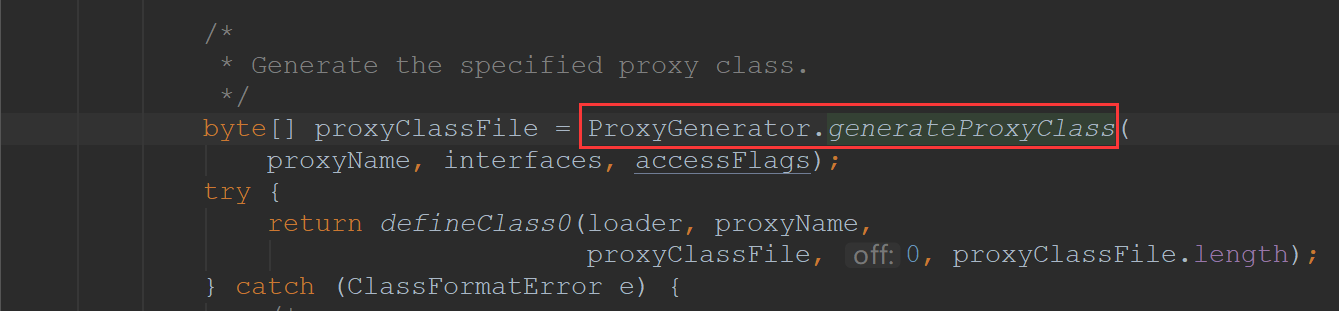 /*
* Generate the specified proxy class.
*/
byte[] proxyClassFile = ProxyGenerator.generateProxyClass(
proxyName, interfaces, accessFlags);
try {
return defineClass0(loader, proxyName,
proxyClassFile, off: 0, proxyClassFile.length);
} catch (ClassFormatError e) {